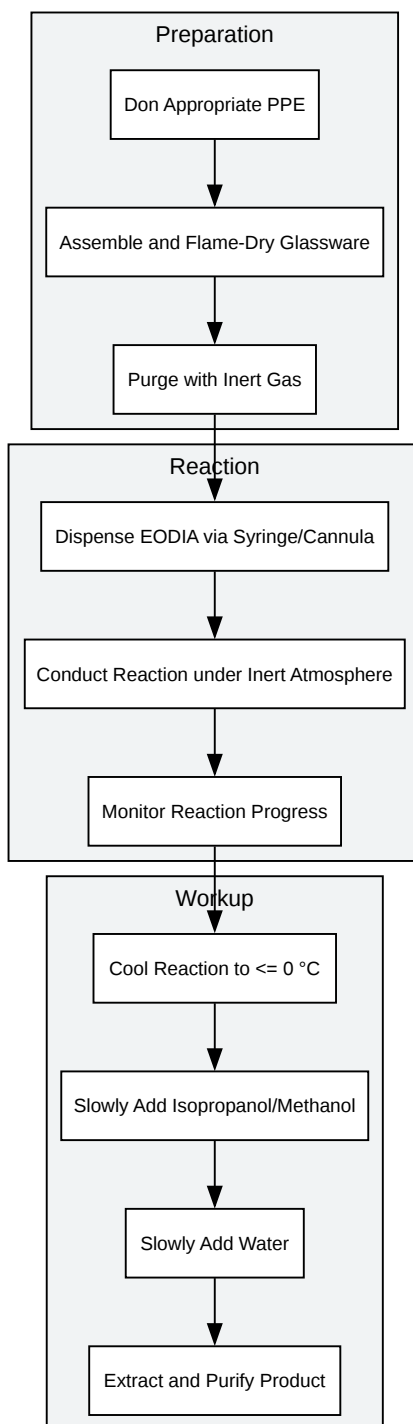 Preparation
Don Appropriate PPE
Assemble and Flame-Dry Glassware
Purge with Inert Gas
Reaction
Dispense EODIA via Syringe/Cannula
Conduct Reaction under Inert Atmosphere
Monitor Reaction Progress
Workup
Cool Reaction to <= 0 °C
Slowly Add Isopropanol/Methanol
Slowly Add Water
Extract and Purify Product